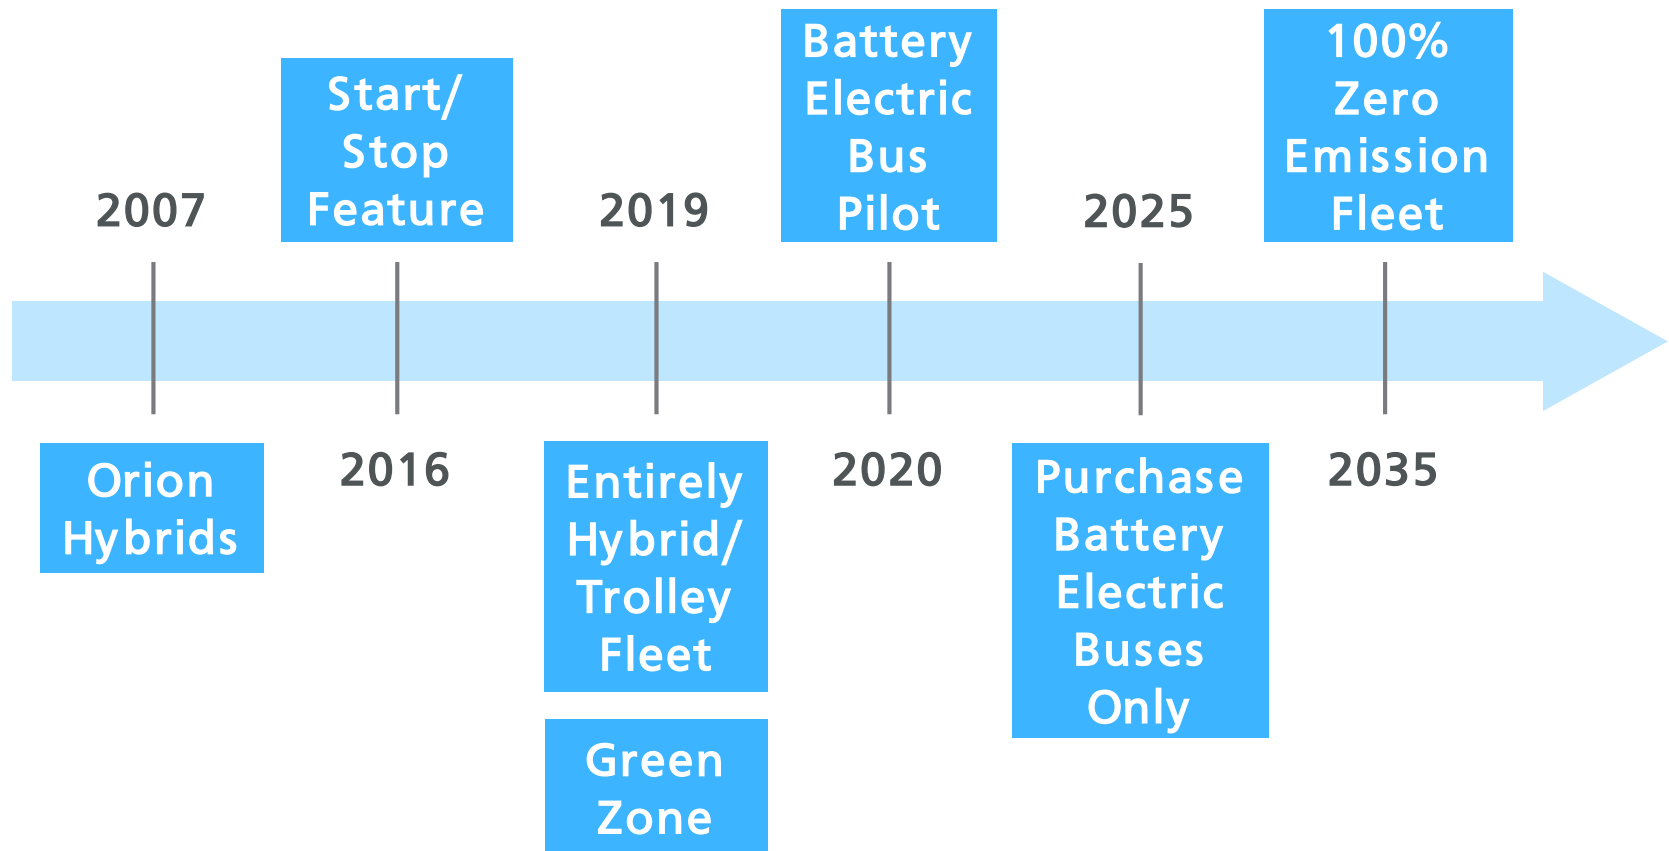 2007
Orion
Hybrids
Start/
Stop
Feature
2016
2019
Entirely
Hybrid/
Trolley
Fleet
Green
Zone
Battery
Electric
Bus
Pilot
2020
2025
Purchase
Battery
Electric
Buses
Only
100%
Zero
Emission
Fleet
2035